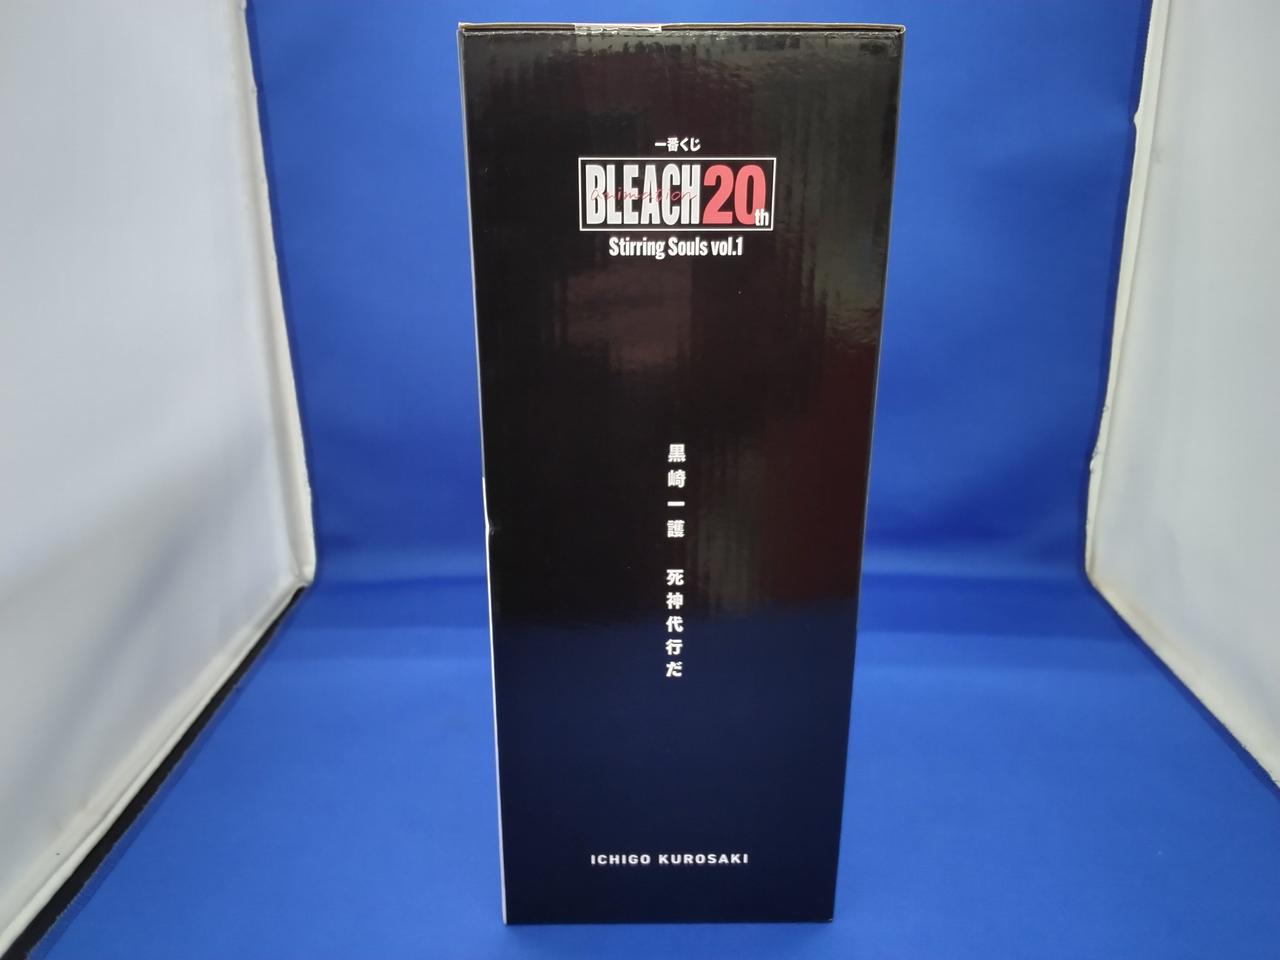 一番くじ
BLEACH 20th
animation
Stirring Souls vol.1
黒崎一護 死神代行だ
ICHIGO KUROSAKI